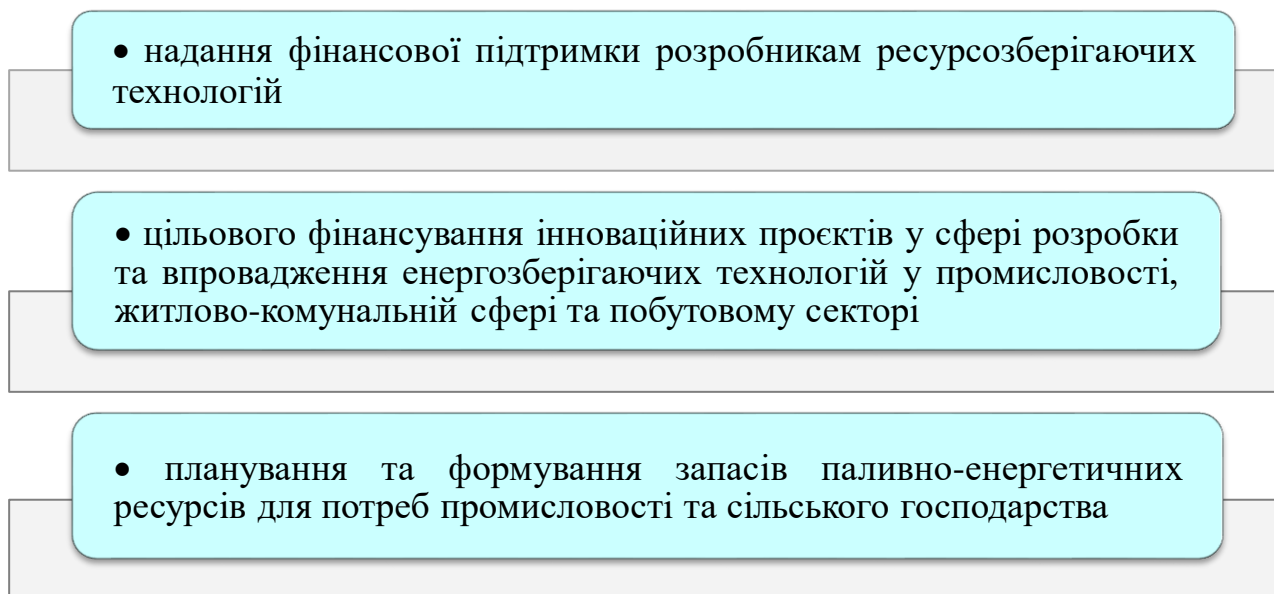 • надання фінансової підтримки розробникам ресурсозберігаючих
технологій
• цільового фінансування інноваційних проєктів у сфері розробки
та впровадження енергозберігаючих технологій у промисловості,
житлово-комунальній сфері та побутовому секторі
• планування та формування запасів паливно-енергетичних
ресурсів для потреб промисловості та сільського господарства